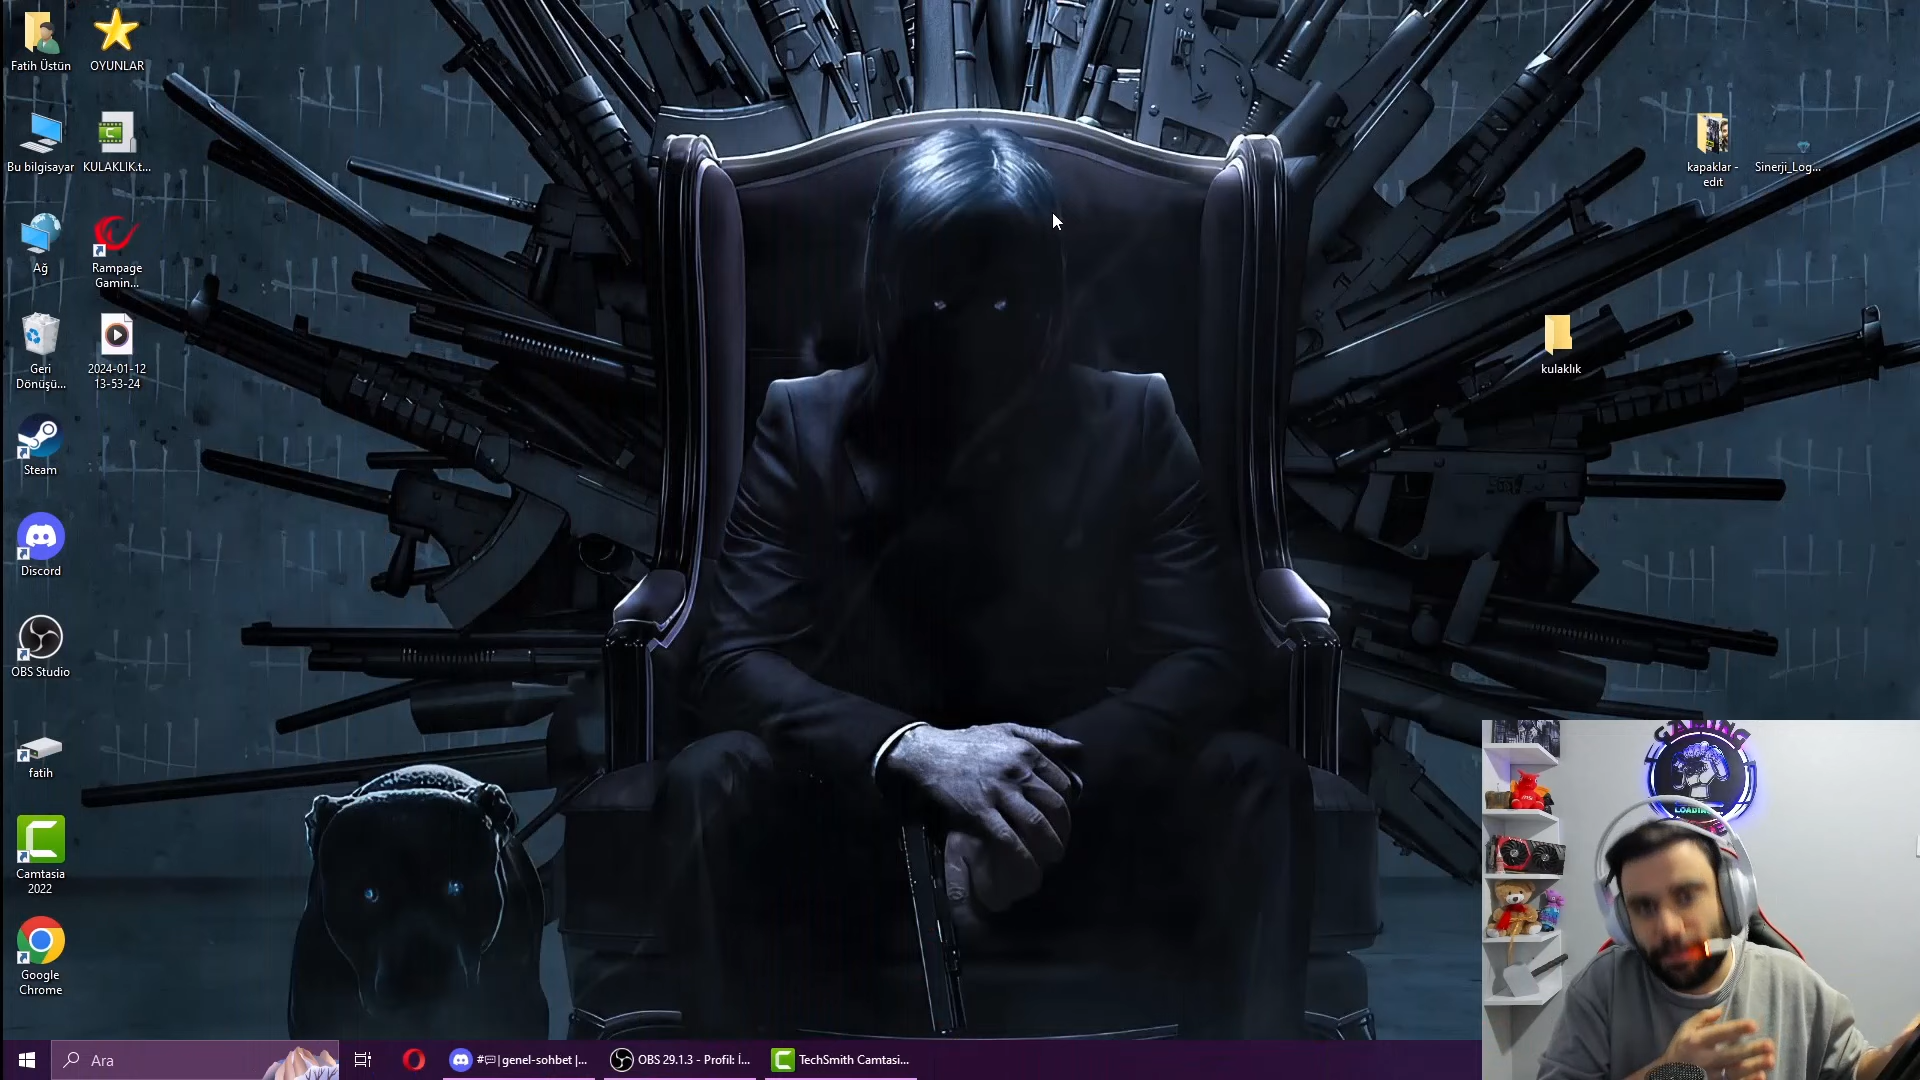 Fatih Üstün
OYUNLAR
Bu bilgisayar
KULAKLIK.t...
Ağ
Rampage
Gamin...
Geri
Dönüşü...
2024-01-12
13-53-24
Steam
Discord
OBS Studio
fatih
Camtasia
2022
Google
Chrome
kapaklar -
edit
Sinerji_Log...
kulaklık
GAMING
LOADING
Ara
#💬|genel-sohbet |...
OBS 29.1.3 - Profil: İ...
TechSmith Camtasi...